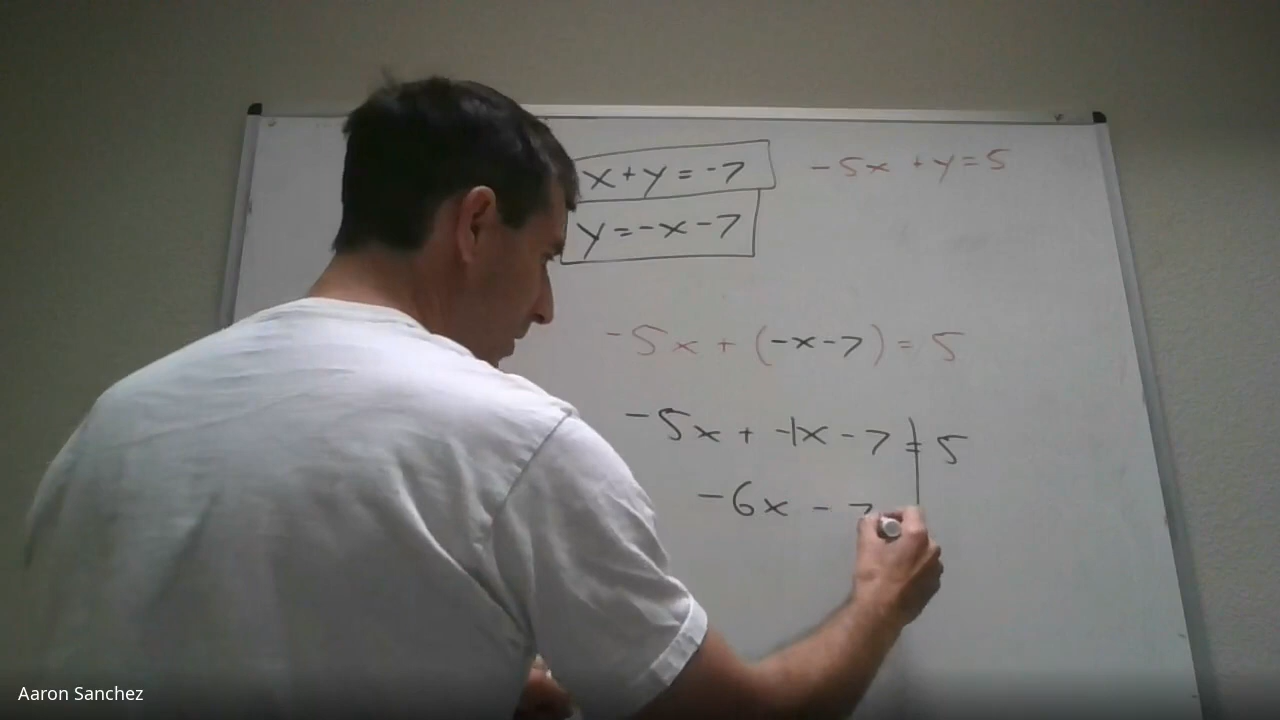 x+y=-7
-5x +y=5
y=-x-7
-5x + (-x-7) = 5
-5x + -1x - 7 = 5
-6x - 7
Aaron Sanchez